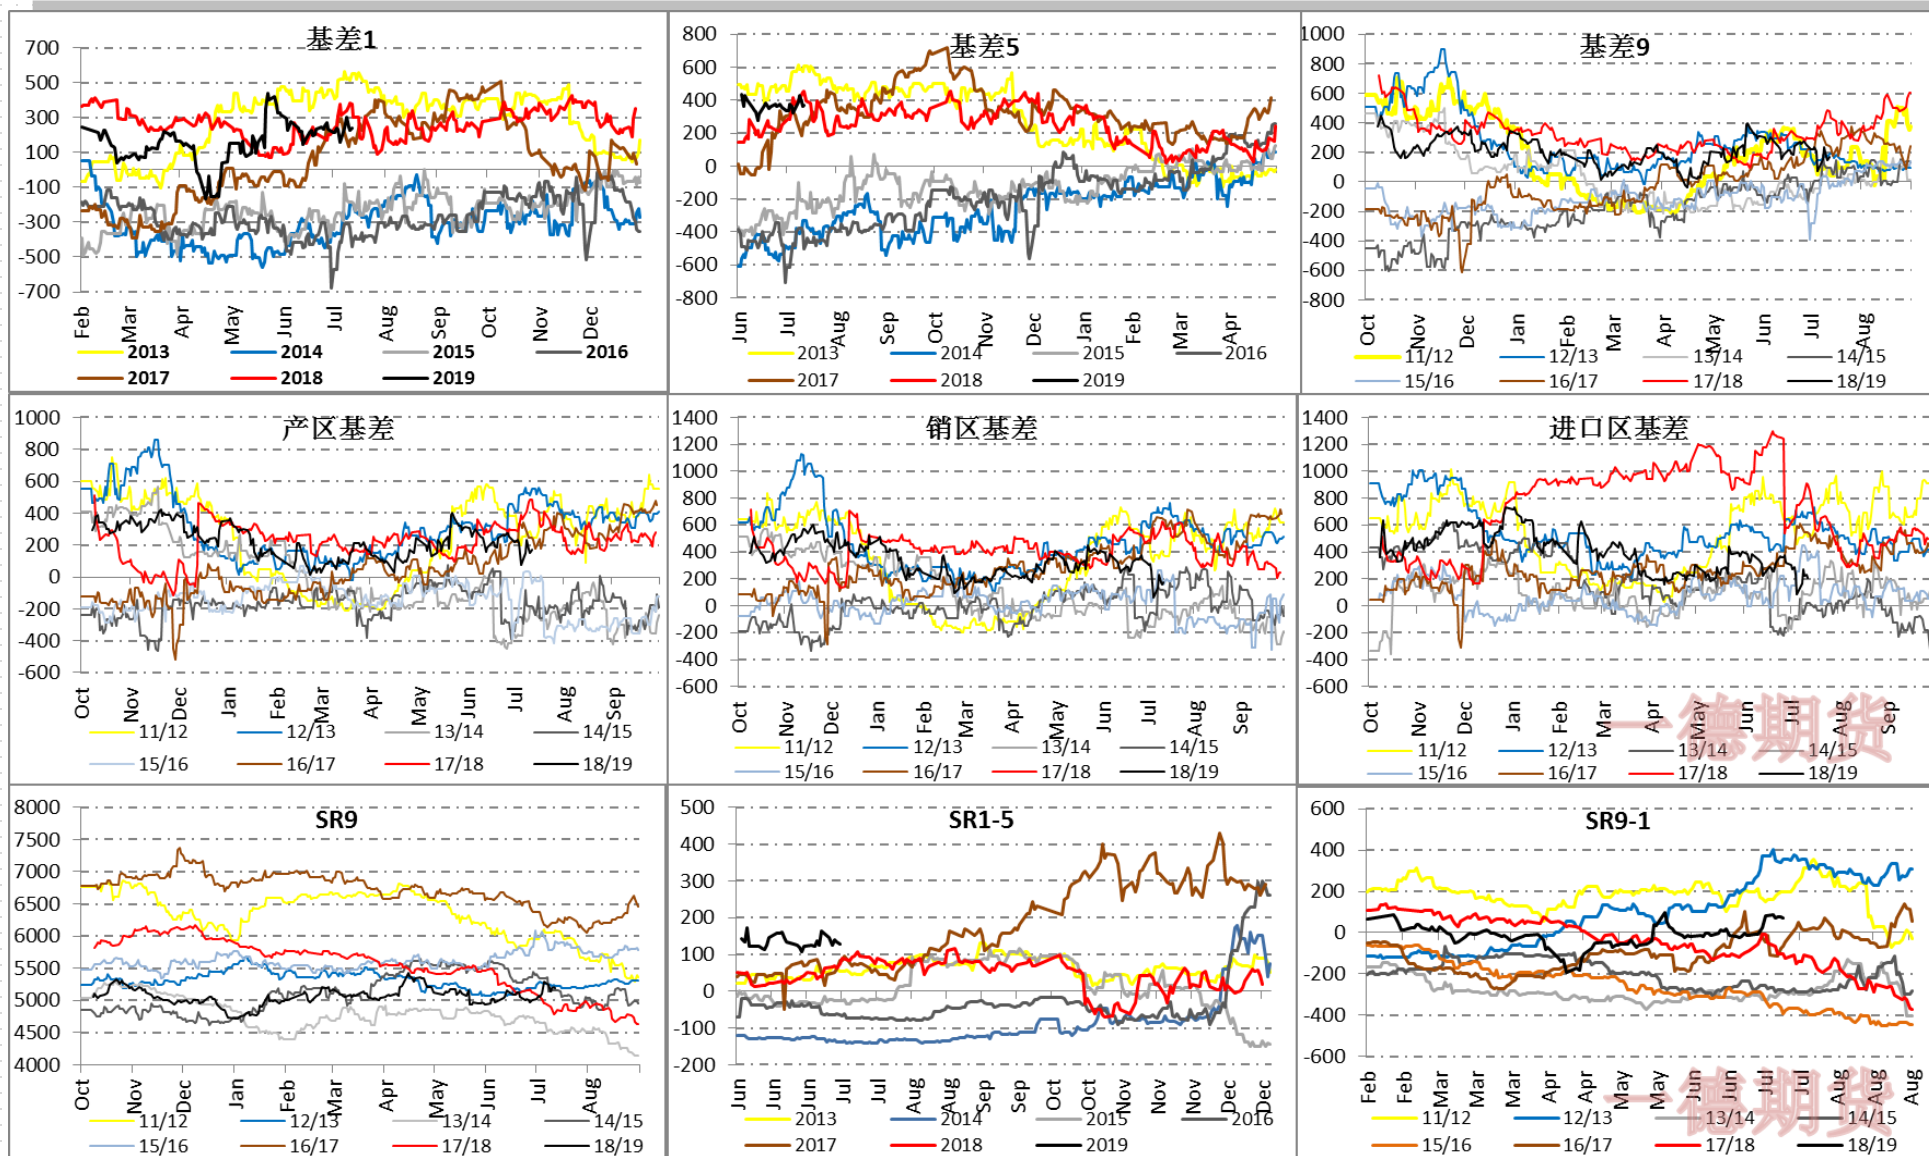 基差1
700
500
300
100
-100
-300
-500
-700
Feb Mar Apr May Jun Jul Aug Sep Oct Nov Dec
2013 2014 2015 2016
2017 2018 2019
基差5
800
600
400
200
0
-200
-400
-600
-800
Jun Jul Aug Sep Oct Nov Dec Jan Feb Mar Apr
2013 2014 2015 2016
2017 2018 2019
基差9
1000
800
600
400
200
0
-200
-400
-600
-800
Oct Nov Dec Jan Feb Mar Apr May Jun Jul Aug
11/12 12/13 13/14 14/15
15/16 16/17 17/18 18/19
产区基差
1000
800
600
400
200
0
-200
-400
-600
Oct Nov Dec Jan Feb Mar Apr May Jun Jul Aug Sep
11/12 12/13 13/14 14/15
15/16 16/17 17/18 18/19
销区基差
1400
1200
1000
800
600
400
200
0
-200
-400
-600
Oct Nov Dec Jan Feb Mar Apr May Jun Jul Aug Sep
11/12 12/13 13/14 14/15
15/16 16/17 17/18 18/19
进口区基差
1400
1200
1000
800
600
400
200
0
-200
-400
-600
Oct Nov Dec Jan Feb Mar Apr May Jun Jul Aug Sep
11/12 12/13 13/14 14/15
15/16 16/17 17/18 18/19
一德期货
SR9
8000
7500
7000
6500
6000
5500
5000
4500
4000
Oct Nov Dec Jan Feb Mar Apr May Jun Jul Aug
11/12 12/13 13/14 14/15
15/16 16/17 17/18 18/19
SR1-5
500
400
300
200
100
0
-100
-200
Jun Jun Jun Jul Jul Aug Aug Sep Sep Oct Oct Nov Nov Nov Dec Dec
2013 2014 2015 2016
2017 2018 2019
SR9-1
600
400
200
0
-200
-400
-600
Feb Feb Mar Mar Mar Apr Apr May May Jun Jun Jul Jul Aug Aug Aug
11/12 12/13 13/14 14/15
15/16 16/17 17/18 18/19
一德期货